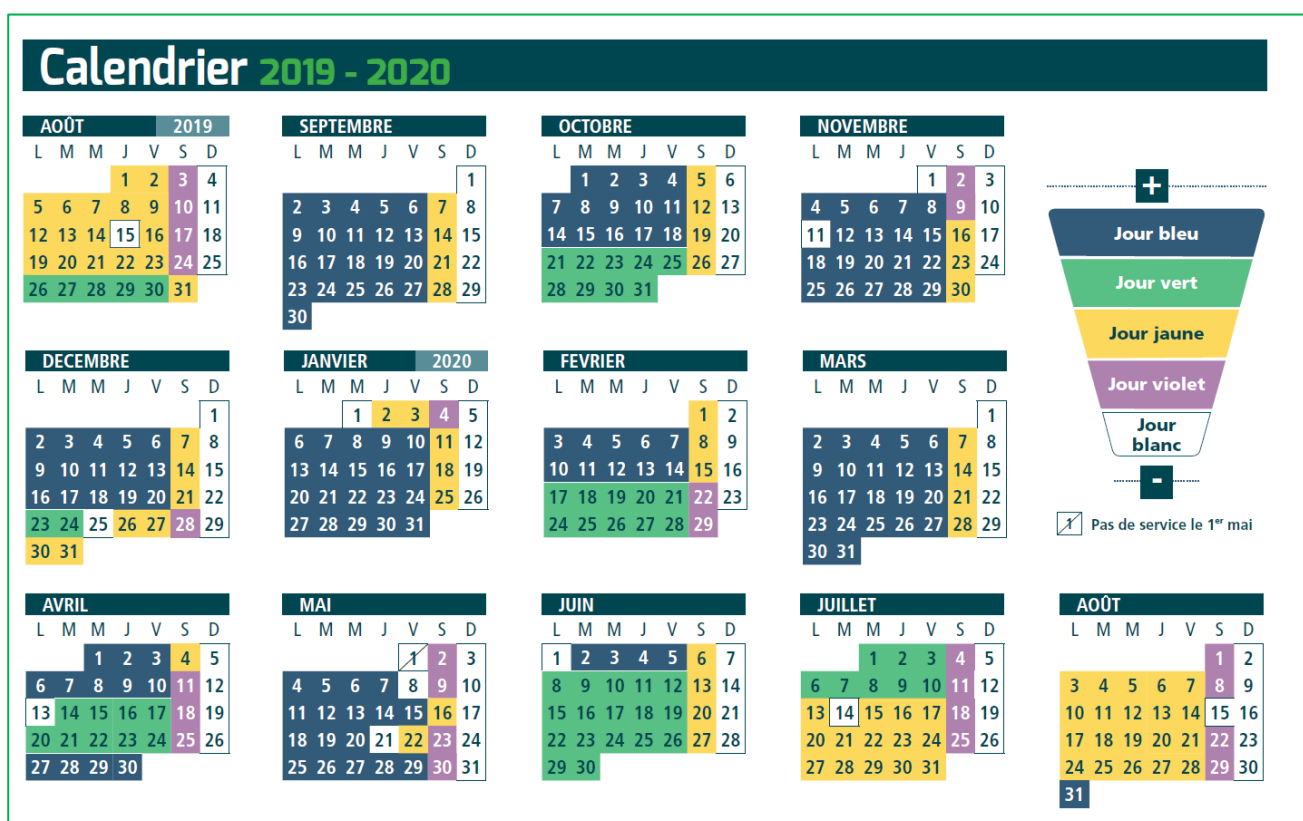 Calendrier 2019 - 2020
AOÛT 2019
L M M J V S D
1 2 3 4
5 6 7 8 9 10 11
12 13 14 15 16 17 18
19 20 21 22 23 24 25
26 27 28 29 30 31
SEPTEMBRE
L M M J V S D
1
2 3 4 5 6 7 8
9 10 11 12 13 14 15
16 17 18 19 20 21 22
23 24 25 26 27 28 29
30
OCTOBRE
L M M J V S D
1 2 3 4 5 6
7 8 9 10 11 12 13
14 15 16 17 18 19 20
21 22 23 24 25 26 27
28 29 30 31
NOVEMBRE
L M M J V S D
1 2 3
4 5 6 7 8 9 10
11 12 13 14 15 16 17
18 19 20 21 22 23 24
25 26 27 28 29 30
+
Jour bleu
Jour vert
Jour jaune
Jour violet
Jour
blanc
-
1 Pas de service le 1er mai
DECEMBRE
L M M J V S D
1
2 3 4 5 6 7 8
9 10 11 12 13 14 15
16 17 18 19 20 21 22
23 24 25 26 27 28 29
30 31
JANVIER 2020
L M M J V S D
1 2 3 4 5
6 7 8 9 10 11 12
13 14 15 16 17 18 19
20 21 22 23 24 25 26
27 28 29 30 31
FEVRIER
L M M J V S D
1 2
3 4 5 6 7 8 9
10 11 12 13 14 15 16
17 18 19 20 21 22 23
24 25 26 27 28 29
MARS
L M M J V S D
1
2 3 4 5 6 7 8
9 10 11 12 13 14 15
16 17 18 19 20 21 22
23 24 25 26 27 28 29
30 31
AVRIL
L M M J V S D
1 2 3 4 5
6 7 8 9 10 11 12
13 14 15 16 17 18 19
20 21 22 23 24 25 26
27 28 29 30
MAI
L M M J V S D
1 2 3
4 5 6 7 8 9 10
11 12 13 14 15 16 17
18 19 20 21 22 23 24
25 26 27 28 29 30 31
JUIN
L M M J V S D
1 2 3 4 5 6 7
8 9 10 11 12 13 14
15 16 17 18 19 20 21
22 23 24 25 26 27 28
29 30
JUILLET
L M M J V S D
1 2 3 4 5
6 7 8 9 10 11 12
13 14 15 16 17 18 19
20 21 22 23 24 25 26
27 28 29 30 31
AOÛT
L M M J V S D
1 2
3 4 5 6 7 8 9
10 11 12 13 14 15 16
17 18 19 20 21 22 23
24 25 26 27 28 29 30
31